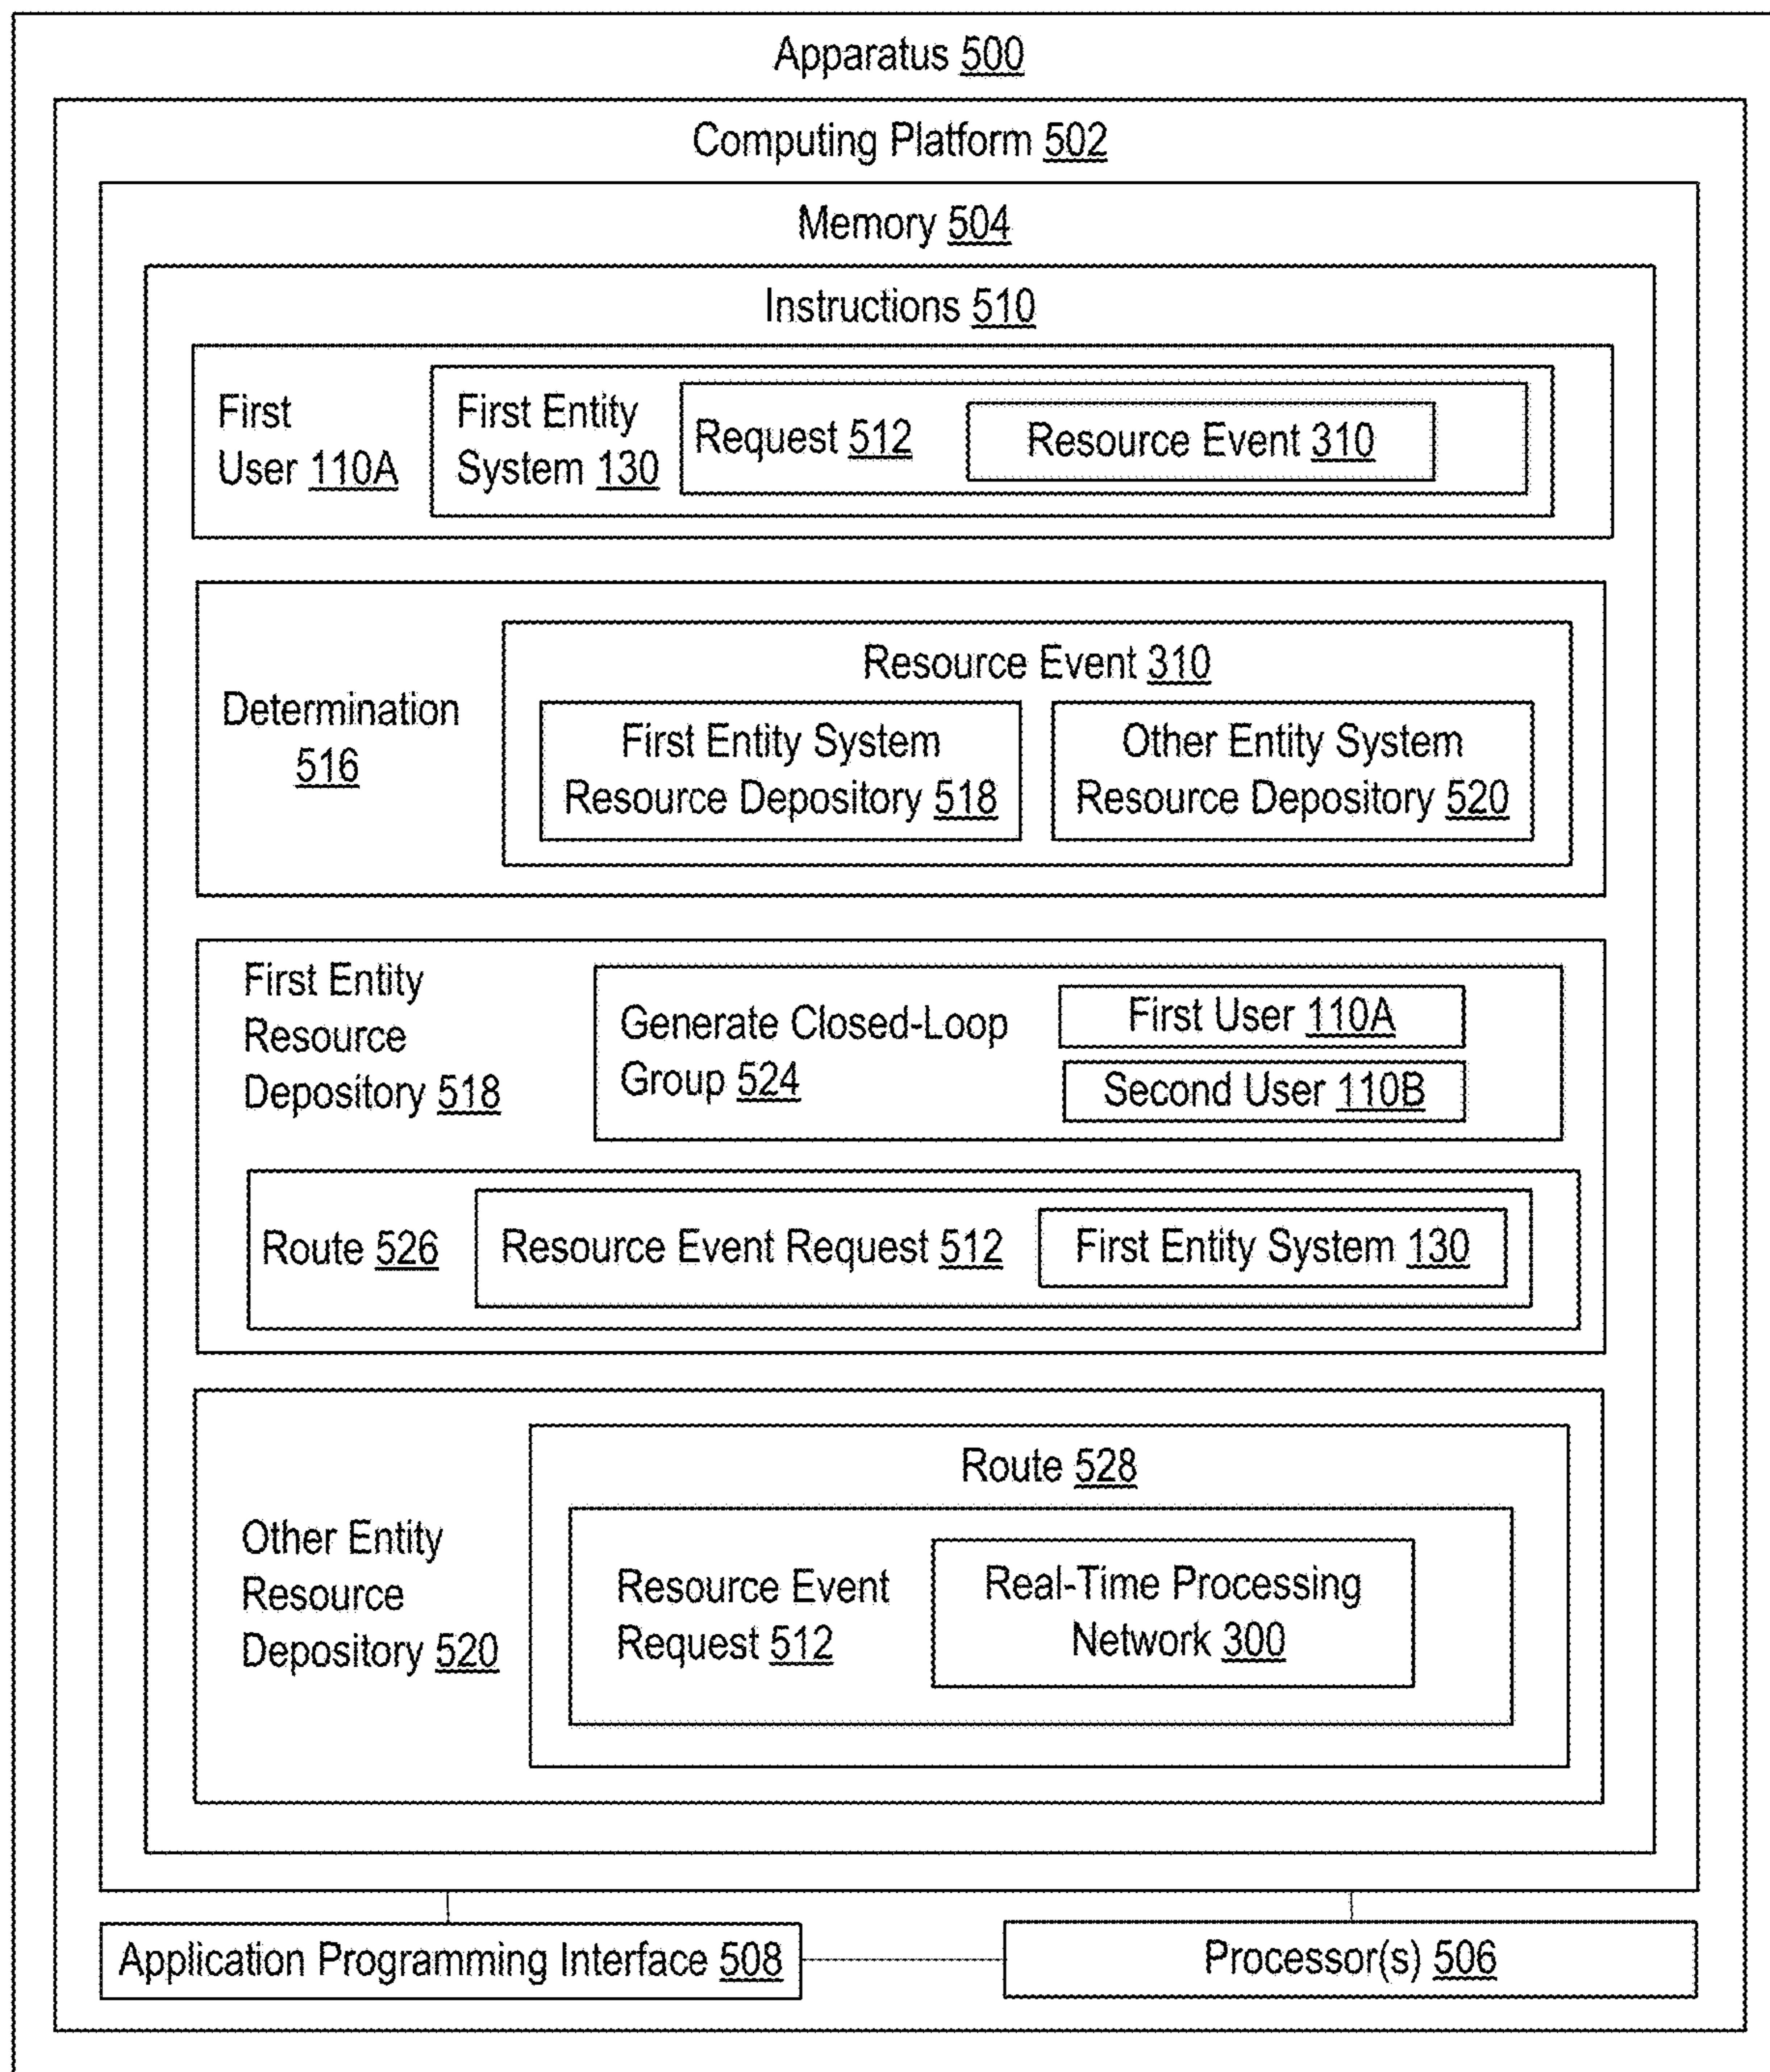 Apparatus 500
Computing Platform 502
Memory 504
Instructions 510
First
User 110A
First Entity
System 130
Request 512
Resource Event 310
Determination
516
Resource Event 310
First Entity System
Resource Depository 518
Other Entity System
Resource Depository 520
First Entity
Resource
Depository 518
Generate Closed-Loop
Group 524
First User 110A
Second User 110B
Route 526
Resource Event Request 512
First Entity System 130
Other Entity
Resource
Depository 520
Route 528
Resource Event
Request 512
Real-Time Processing
Network 300
Application Programming Interface 508
Processor(s) 506